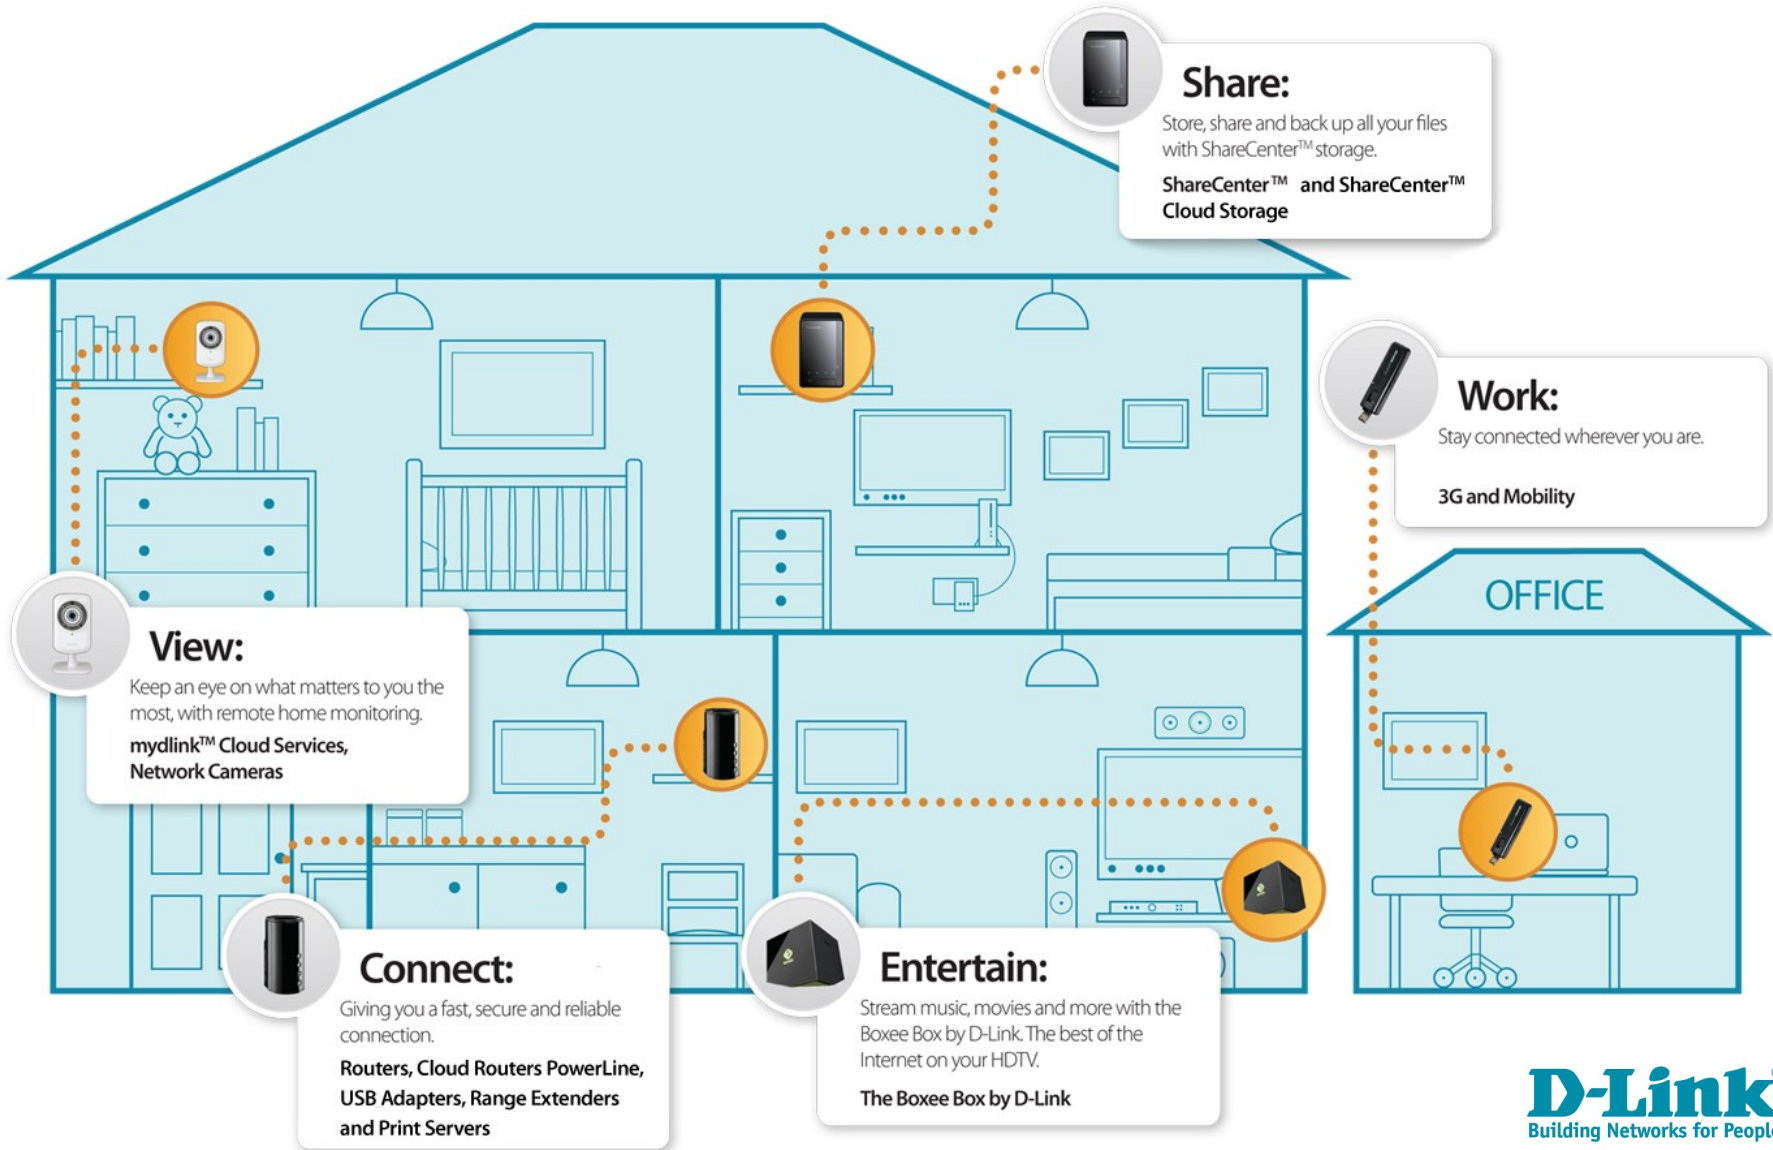 Share:
Store, share and back up all your files
with ShareCenter™ storage.
ShareCenter™ and ShareCenter™
Cloud Storage
Work:
Stay connected wherever you are.
3G and Mobility
OFFICE
View:
Keep an eye on what matters to you the
most, with remote home monitoring.
mydlink™ Cloud Services,
Network Cameras
Connect:
Giving you a fast, secure and reliable
connection.
Routers, Cloud Routers PowerLine,
USB Adapters, Range Extenders
and Print Servers
Entertain:
Stream music, movies and more with the
Boxee Box by D-Link. The best of the
Internet on your HDTV.
The Boxee Box by D-Link
D-Link
Building Networks for People